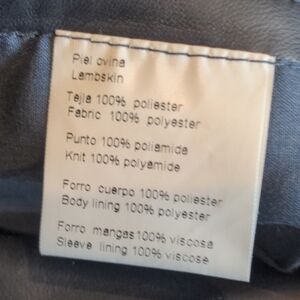 Piel ovina
Lambskin
Tejla 100% poliester
Fabric 100% polyester
Punto 100% poliamida
Knit 100% polyamide
Forro cuerpo 100% poliester
Body lining 100% polyester
Forro mangas 100% viscosa
Sleeve lining 100% viscose